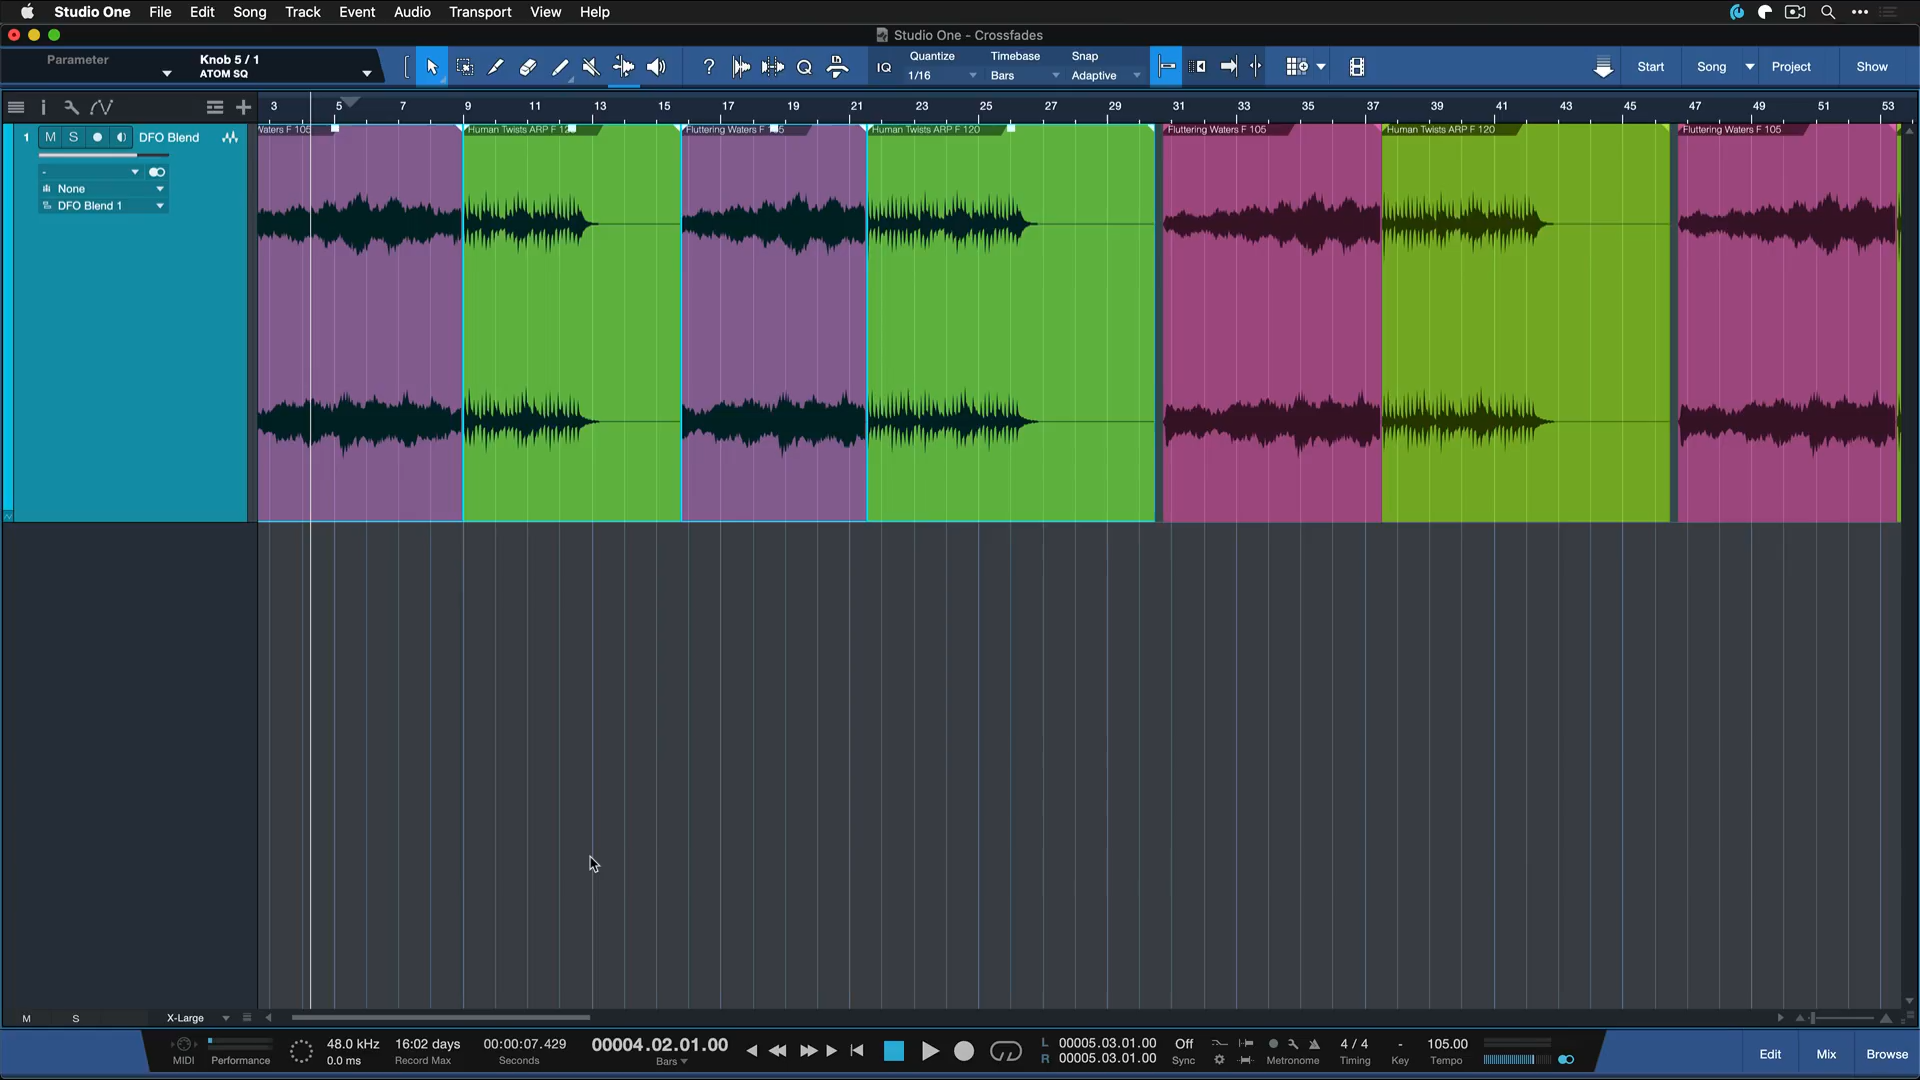 Studio One File Edit Song Track Event Audio Transport View Help
Studio One - Crossfades
Parameter
Knob 5 / 1
ATOM SQ
?
IQ
Quantize
1/16
Timebase
Bars
Snap
Adaptive
Start
Song
Project
Show
3 5 7 9 11 13 15 17 19 21 23 25 27 29 31 33 35 37 39 41 43 45 47 49 51 53
1 M S DFO Blend
-
None
DFO Blend 1
Waters F 105
Human Twists ARP F 120
Fluttering Waters F 105
Human Twists ARP F 120
Fluttering Waters F 105
Human Twists ARP F 120
Fluttering Waters F 105
M S X-Large
MIDI
Performance
48.0 kHz
0.0 ms
16:02 days
Record Max
00:00:07.429
Seconds
00004.02.01.00
Bars
L 00005.03.01.00
R 00005.03.01.00
Off
Sync
Metronome
4 / 4
Timing
-
Key
105.00
Tempo
Edit
Mix
Browse